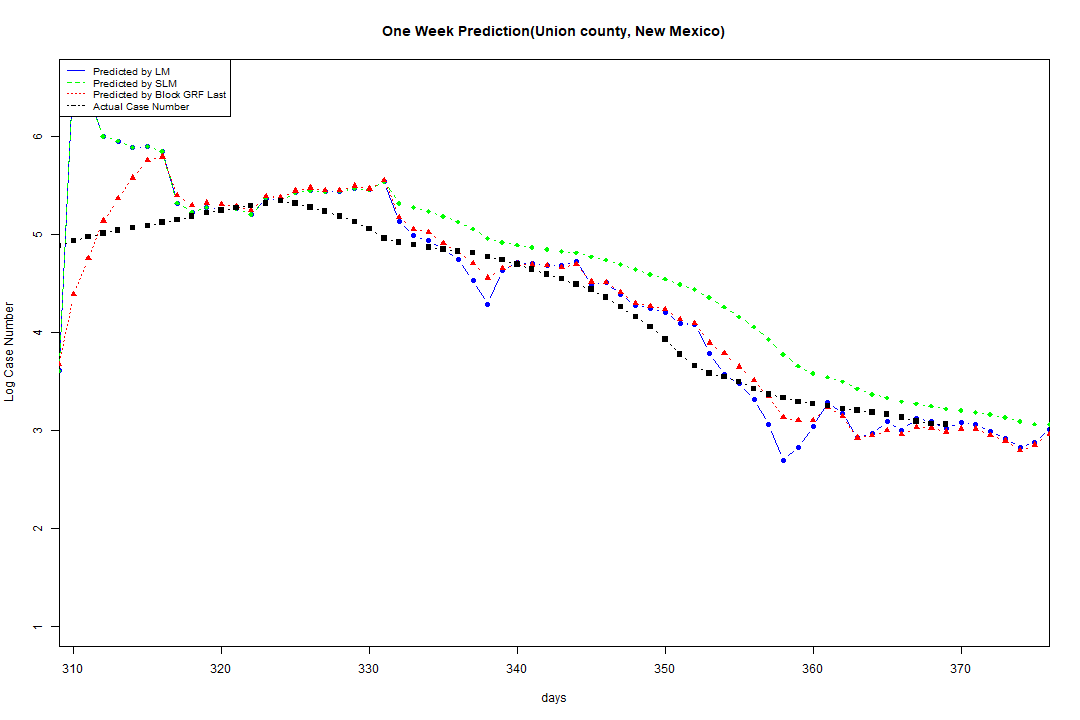 One Week Prediction(Union county, New Mexico)
Predicted by LM
Predicted by SLM
Predicted by Block GRF Last
Actual Case Number
Log Case Number
6
5
4
3
2
1
310 320 330 340 350 360 370
days